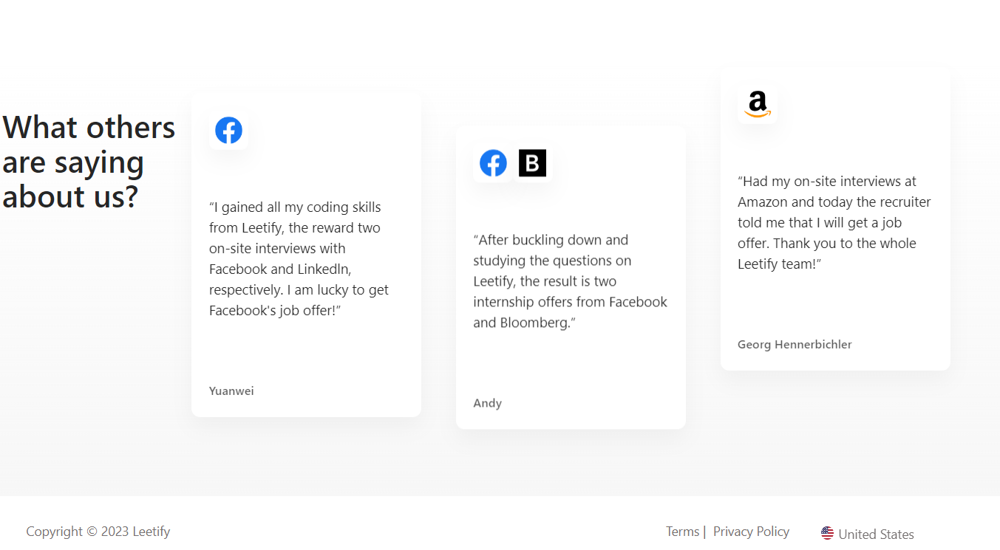 What others
are saying
about us?
“I gained all my coding skills
from Leetify, the reward two
on-site interviews with
Facebook and LinkedIn,
respectively. I am lucky to get
Facebook's job offer!”
Yuanwei
B
“After buckling down and
studying the questions on
Leetify, the result is two
internship offers from Facebook
and Bloomberg.”
Andy
a
“Had my on-site interviews at
Amazon and today the recruiter
told me that I will get a job
offer. Thank you to the whole
Leetify team!”
Georg Hennerbichler
Copyright © 2023 Leetify
Terms | Privacy Policy
United States